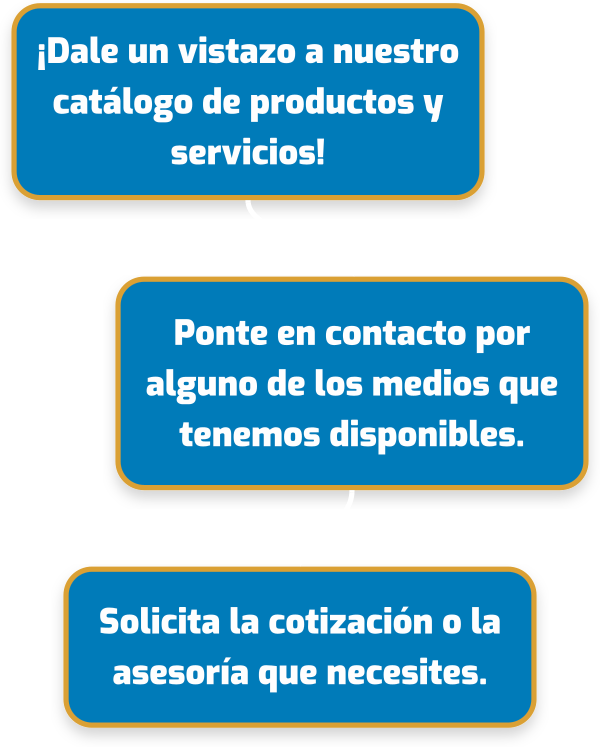 ¡Dale un vistazo a nuestro
catálogo de productos y
servicios!
Ponte en contacto por
alguno de los medios que
tenemos disponibles.
Solicita la cotización o la
asesoría que necesites.